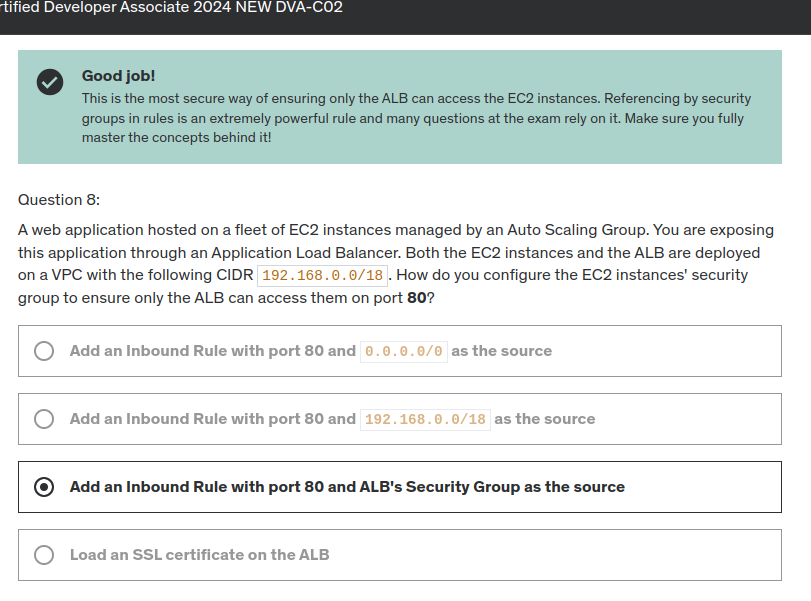 rtified Developer Associate 2024 NEW DVA-C02
Good job!
This is the most secure way of ensuring only the ALB can access the EC2 instances. Referencing by security
groups in rules is an extremely powerful rule and many questions at the exam rely on it. Make sure you fully
master the concepts behind it!
Question 8:
A web application hosted on a fleet of EC2 instances managed by an Auto Scaling Group. You are exposing
this application through an Application Load Balancer. Both the EC2 instances and the ALB are deployed
on a VPC with the following CIDR 192.168.0.0/18. How do you configure the EC2 instances' security
group to ensure only the ALB can access them on port 80?
Add an Inbound Rule with port 80 and 0.0.0.0/0 as the source
Add an Inbound Rule with port 80 and 192.168.0.0/18 as the source
Add an Inbound Rule with port 80 and ALB's Security Group as the source
Load an SSL certificate on the ALB